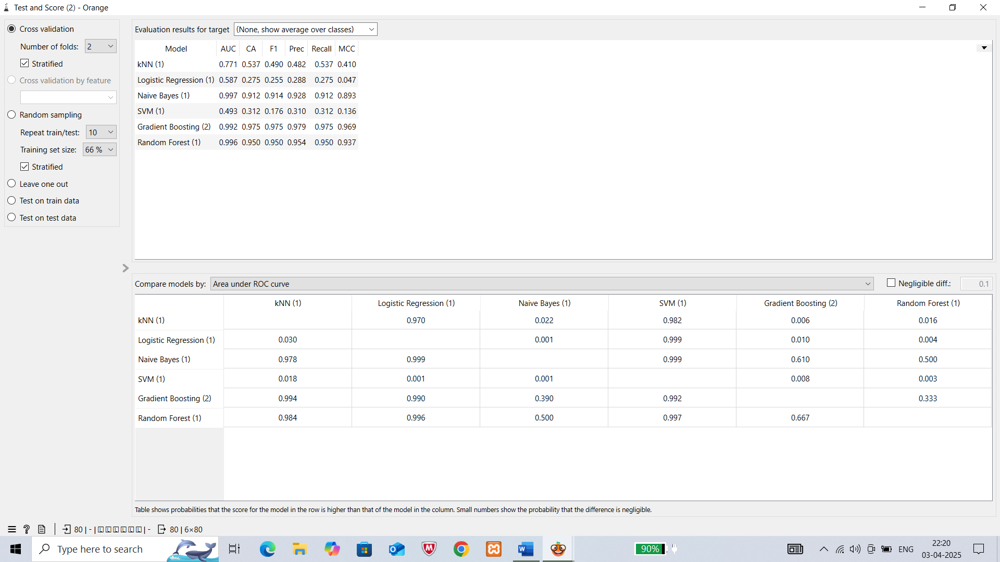 Test and Score (2) - Orange
Cross validation
Number of folds: 2
Stratified
Cross validation by feature
Random sampling
Repeat train/test: 10
Training set size: 66 %
Stratified
Leave one out
Test on train data
Test on test data
Evaluation results for target (None, show average over classes)
Model AUC CA F1 Prec Recall MCC
kNN (1) 0.771 0.537 0.490 0.482 0.537 0.410
Logistic Regression (1) 0.587 0.275 0.255 0.288 0.275 0.047
Naive Bayes (1) 0.997 0.912 0.914 0.928 0.912 0.893
SVM (1) 0.493 0.312 0.176 0.310 0.312 0.136
Gradient Boosting (2) 0.992 0.975 0.975 0.979 0.975 0.969
Random Forest (1) 0.996 0.950 0.950 0.954 0.950 0.937
Compare models by: Area under ROC curve Negligible diff.: 0.1
kNN (1) Logistic Regression (1) Naive Bayes (1) SVM (1) Gradient Boosting (2) Random Forest (1)
kNN (1) 0.970 0.022 0.982 0.006 0.016
Logistic Regression (1) 0.030 0.001 0.999 0.010 0.004
Naive Bayes (1) 0.978 0.999 0.999 0.610 0.500
SVM (1) 0.018 0.001 0.001 0.008 0.003
Gradient Boosting (2) 0.994 0.990 0.390 0.992 0.333
Random Forest (1) 0.984 0.996 0.500 0.997 0.667
Table shows probabilities that the score for the model in the row is higher than that of the model in the column. Small numbers show the probability that the difference is negligible.
80 | - | | - 80 | 6×80
Type here to search
90%
ENG
22:20
03-04-2025